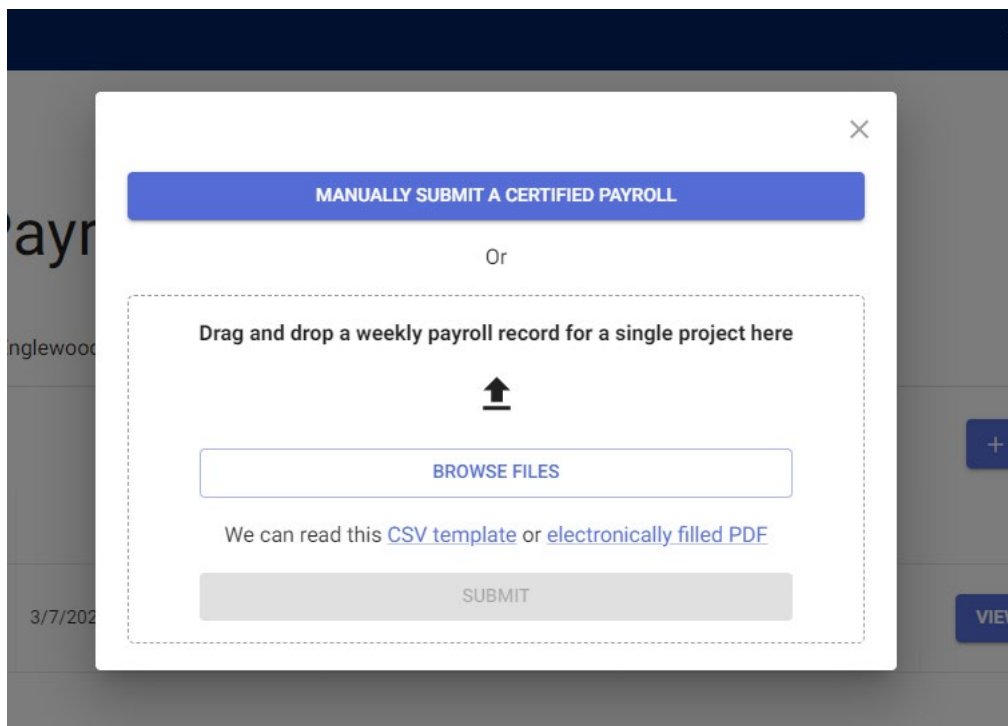 MANUALLY SUBMIT A CERTIFIED PAYROLL
Or
Drag and drop a weekly payroll record for a single project here
BROWSE FILES
We can read this CSV template or electronically filled PDF
SUBMIT
+